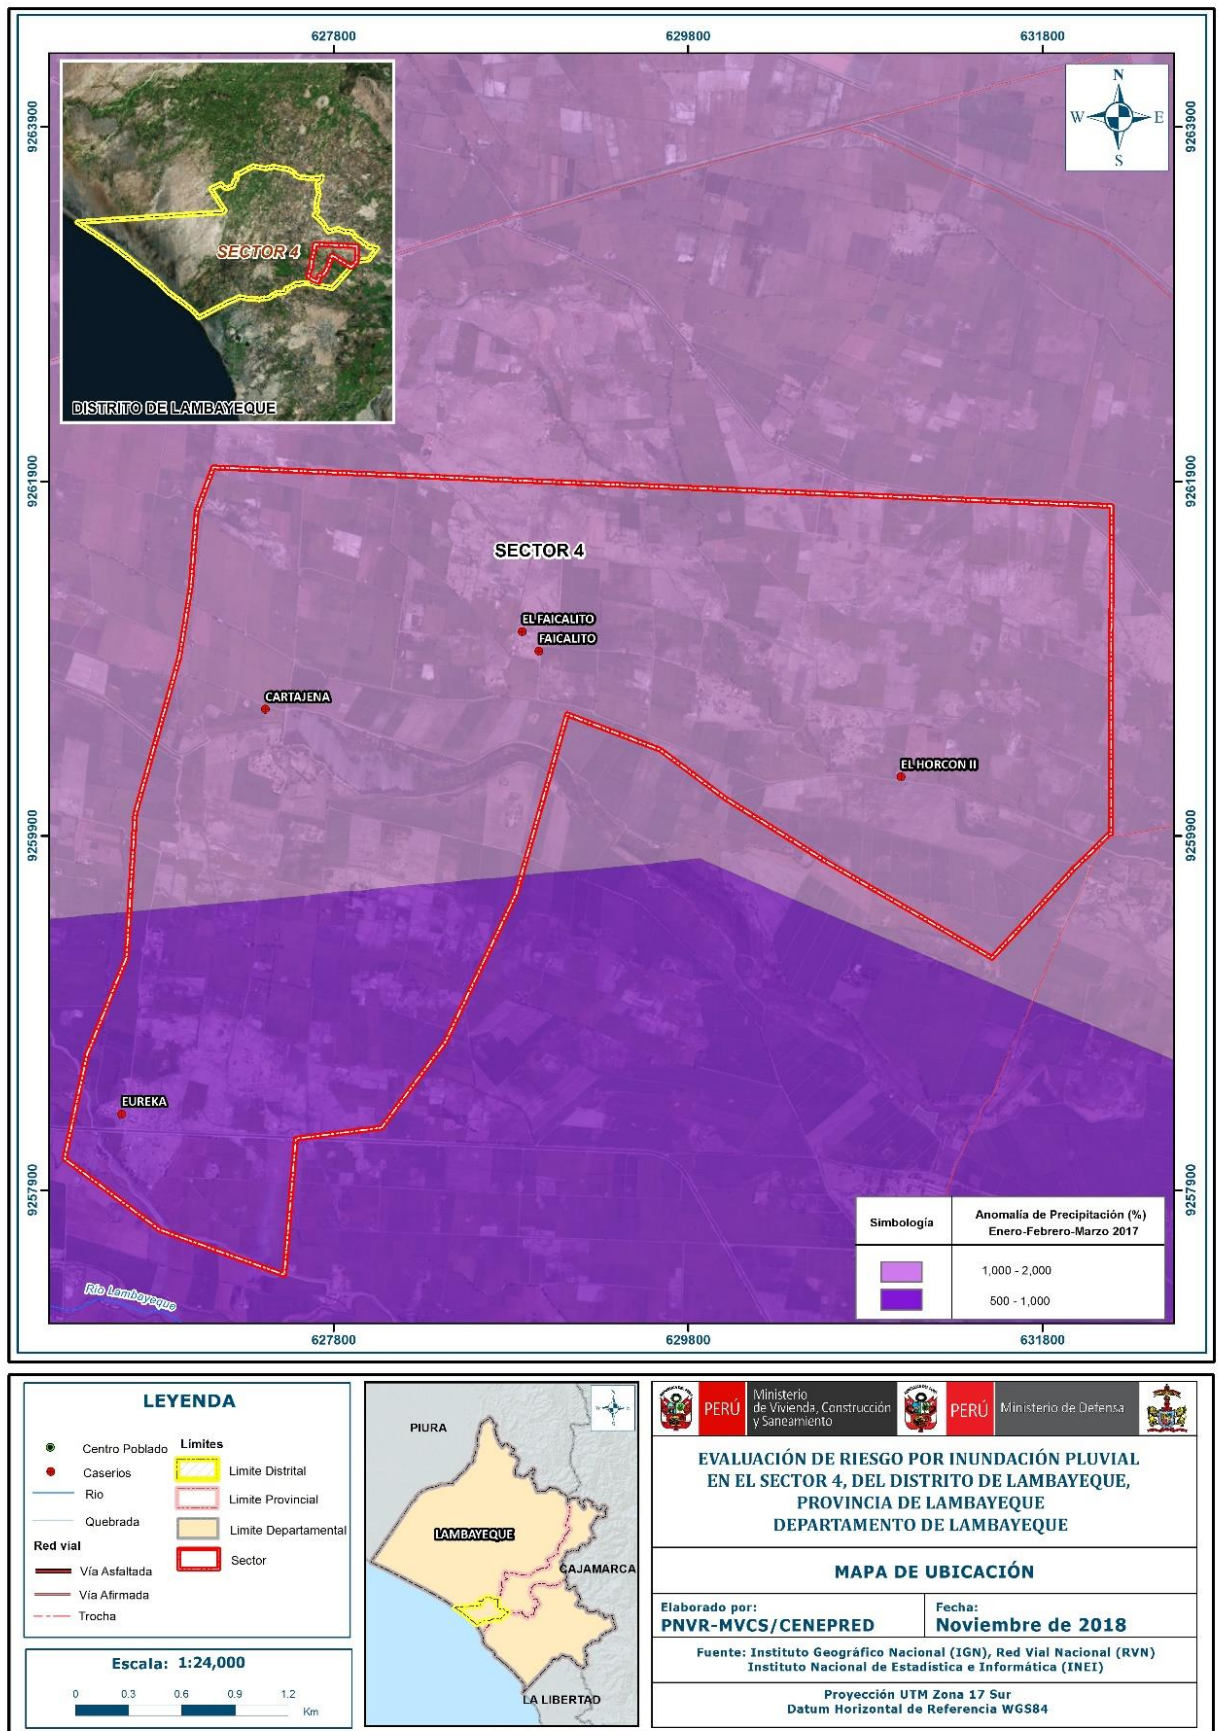 627800
629800
631800
9263900
9263900
N
W
E
S
SECTOR 4
DISTRITO DE LAMBAYEQUE
9261900
9261900
SECTOR 4
EL FAICALITO
FAICALITO
CARTAJENA
EL HORCON II
9259900
9259900
EUREKA
9257900
9257900
Río Lambayeque
Simbología
Anomalía de Precipitación (%)
Enero-Febrero-Marzo 2017
1,000 - 2,000
500 - 1,000
627800
629800
631800
LEYENDA
Centro Poblado
Caserios
Rio
Quebrada
Red vial
Vía Asfaltada
Vía Afirmada
Trocha
Límites
Limite Distrital
Limite Provincial
Limite Departamental
Sector
Escala: 1:24,000
0 0.3 0.6 0.9 1.2
Km
PIURA
LAMBAYEQUE
CAJAMARCA
LA LIBERTAD
PERÚ
Ministerio
de Vivienda, Construcción
y Saneamiento
PERÚ
Ministerio de Defensa
EVALUACIÓN DE RIESGO POR INUNDACIÓN PLUVIAL
EN EL SECTOR 4, DEL DISTRITO DE LAMBAYEQUE,
PROVINCIA DE LAMBAYEQUE
DEPARTAMENTO DE LAMBAYEQUE
MAPA DE UBICACIÓN
Elaborado por:
PNVR-MVCS/CENEPRED
Fecha:
Noviembre de 2018
Fuente: Instituto Geográfico Nacional (IGN), Red Vial Nacional (RVN)
Instituto Nacional de Estadística e Informática (INEI)
Proyección UTM Zona 17 Sur
Datum Horizontal de Referencia WGS84